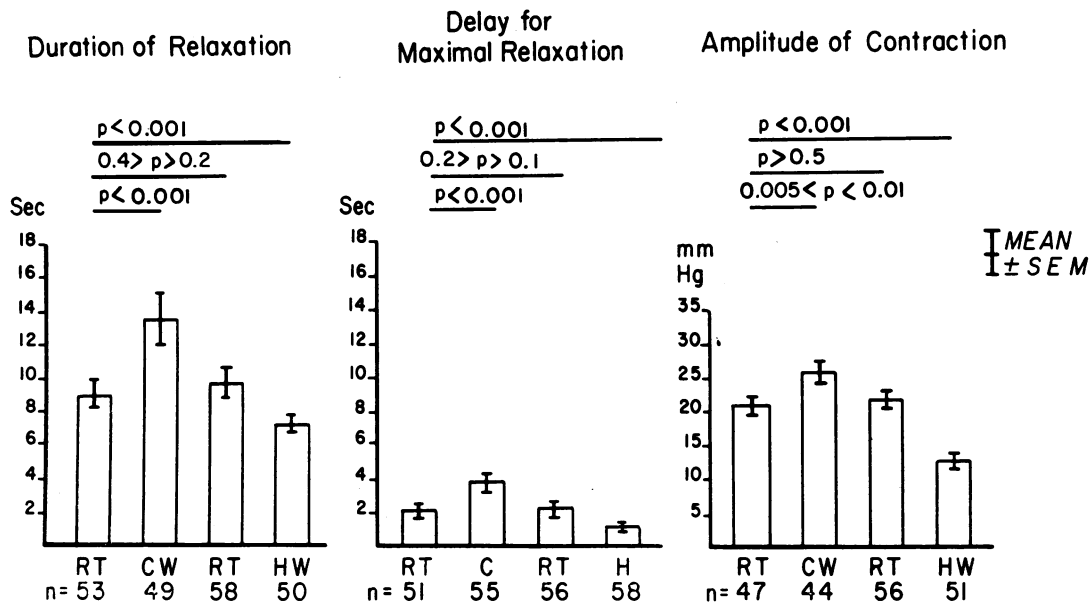 Duration of Relaxation
p<0.001
0.4> p>0.2
p<0.001
Sec
18
16
14
12
10
8
6
4
2
RT CW RT HW
n= 53 49 58 50
Delay for
Maximal Relaxation
p<0.001
0.2> p> 0.1
p<0.001
Sec
18
16
14
12
10
8
6
4
2
RT C RT H
n= 51 55 56 58
Amplitude of Contraction
p<0.001
p>0.5
0.005< p <0.01
mm
Hg
35
30
25
20
15
10
5
RT CW RT HW
n= 47 44 56 51
MEAN
± SEM